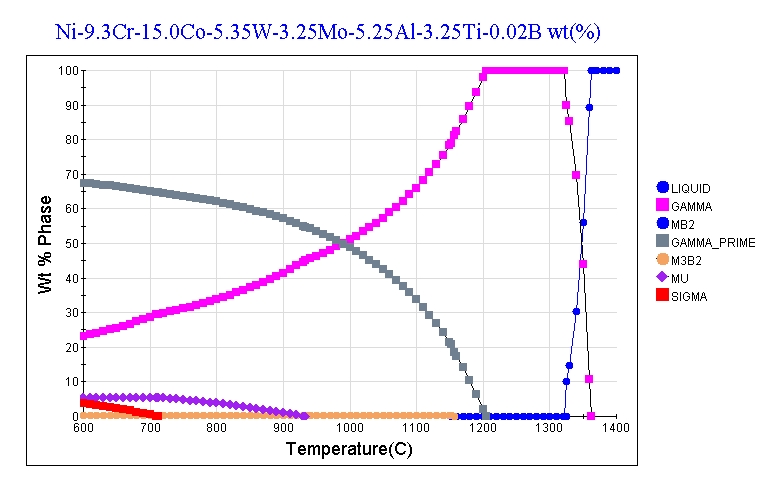 Ni-9.3Cr-15.0Co-5.35W-3.25Mo-5.25Al-3.25Ti-0.02B wt(%)
100
90
80
70
60
50
40
30
20
10
0
Wt % Phase
600 700 800 900 1000 1100 1200 1300 1400
Temperature(C)
LIQUID
GAMMA
MB2
GAMMA_PRIME
M3B2
MU
SIGMA